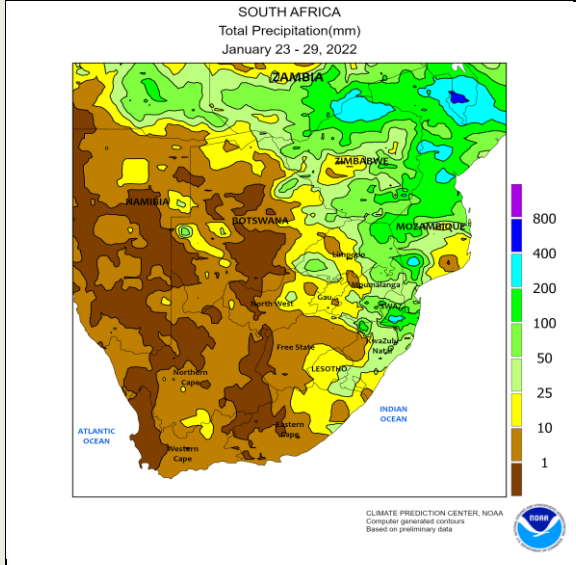 SOUTH AFRICA
Total Precipitation(mm)
January 23 - 29, 2022
ZAMBIA
ZIMBABWE
NAMIBIA
BOTSWANA
MOZAMBIQUE
Limpopo
Mpumalanga
Gau.
North West
SWAZ.
Free State
KwaZulu
Natal
LESOTHO
Northern
Cape
Eastern
Cape
Western
Cape
ATLANTIC
OCEAN
INDIAN
OCEAN
800
400
200
100
50
25
10
1
CLIMATE PREDICTION CENTER, NOAA
Computer generated contours
Based on preliminary data
NOAA